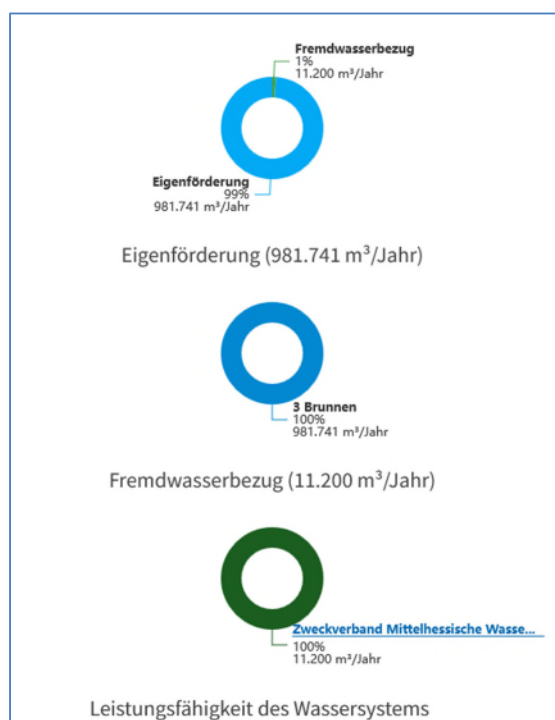 Fremdwasserbezug
1%
11.200 m³/Jahr
Eigenförderung
99%
981.741 m³/Jahr
Eigenförderung (981.741 m³/Jahr)
3 Brunnen
100%
981.741 m³/Jahr
Fremdwasserbezug (11.200 m³/Jahr)
Zweckverband Mittelhessische Wasse...
100%
11.200 m³/Jahr
Leistungsfähigkeit des Wassersystems